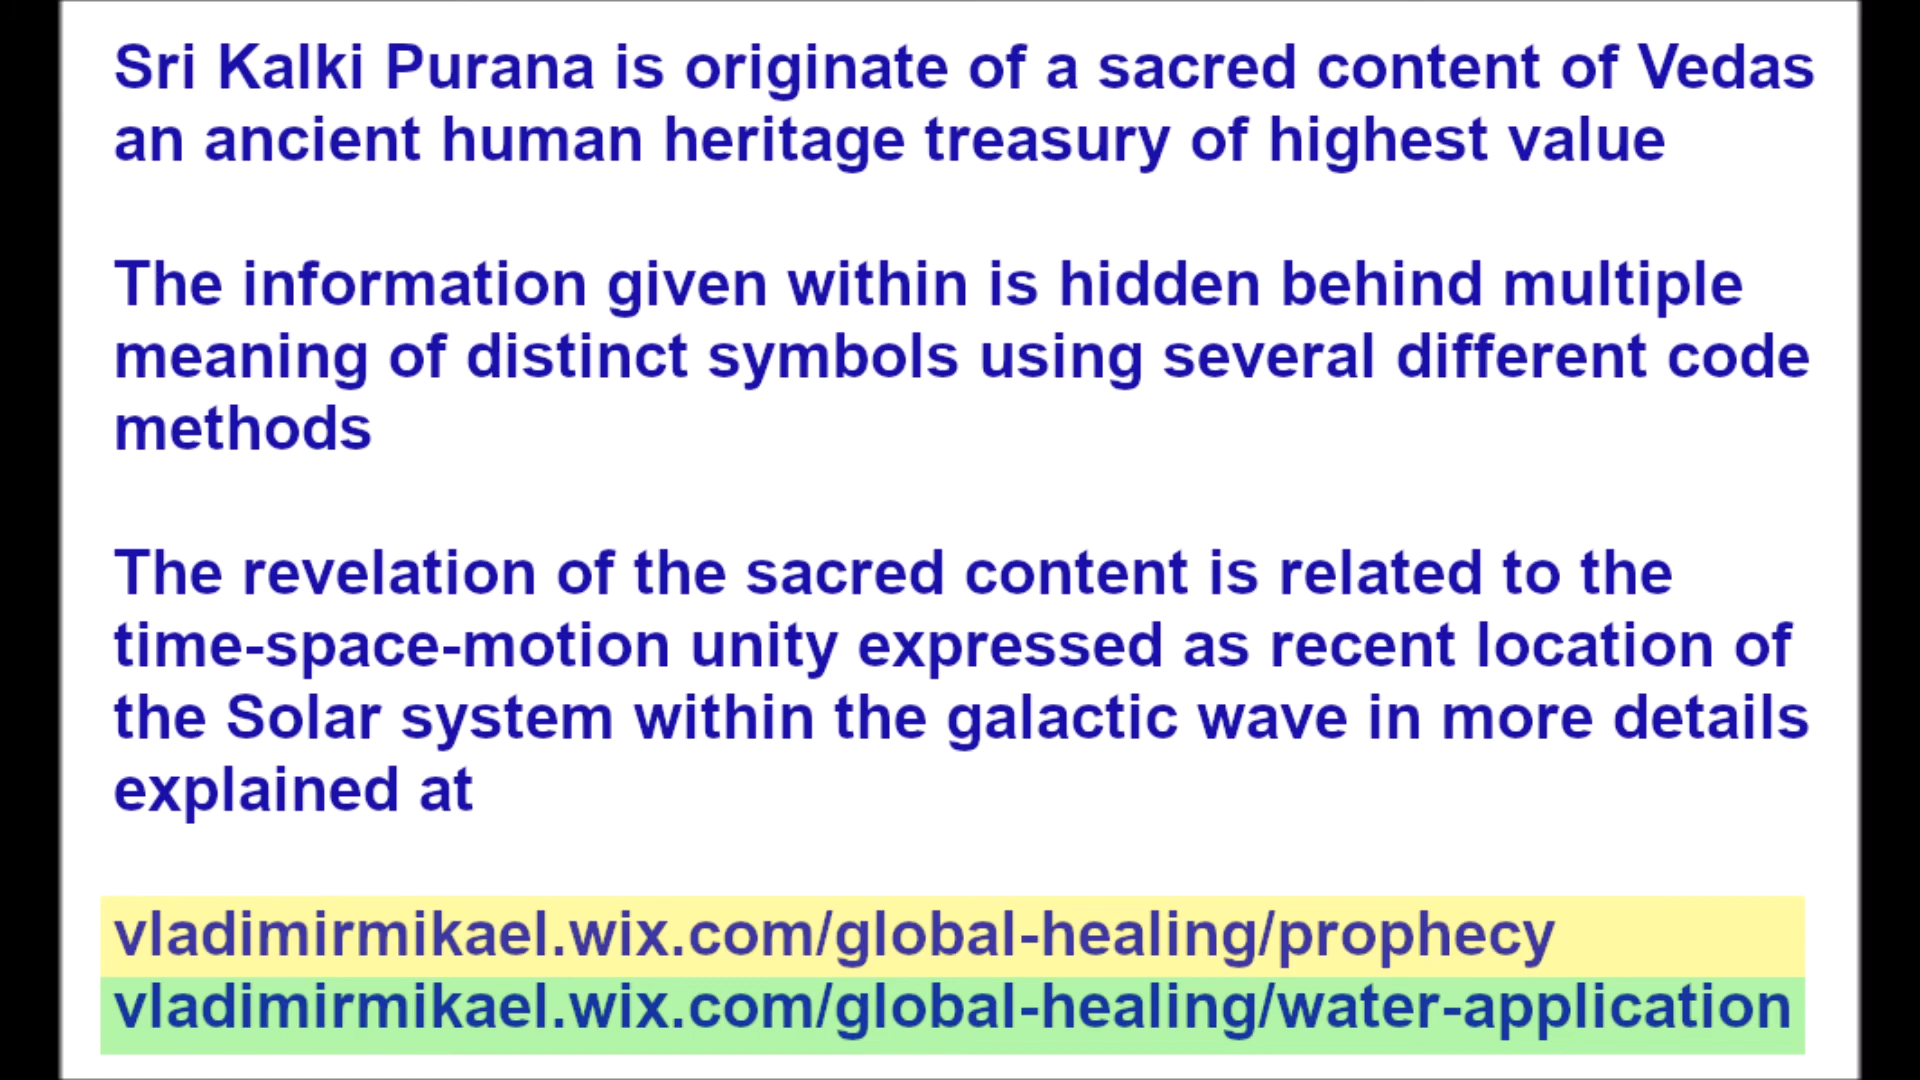 Sri Kalki Purana is originate of a sacred content of Vedas
an ancient human heritage treasury of highest value
The information given within is hidden behind multiple
meaning of distinct symbols using several different code
methods
The revelation of the sacred content is related to the
time-space-motion unity expressed as recent location of
the Solar system within the galactic wave in more details
explained at
vladimirmikael.wix.com/global-healing/prophecy
vladimirmikael.wix.com/global-healing/water-application